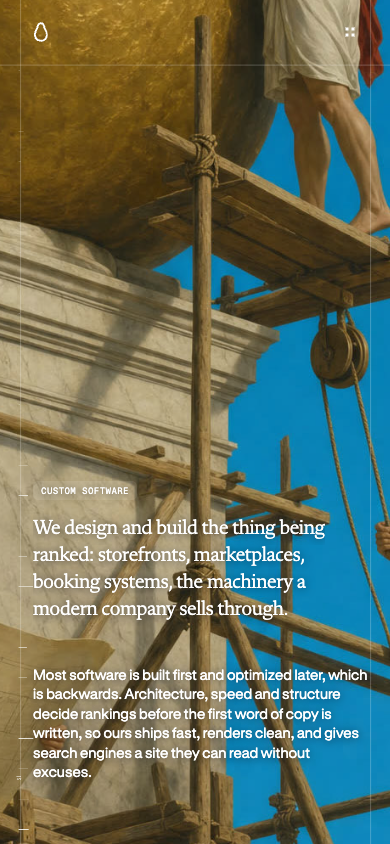 CUSTOM SOFTWARE
We design and build the thing being
ranked: storefronts, marketplaces,
booking systems, the machinery a
modern company sells through.
Most software is built first and optimized later, which
is backwards. Architecture, speed and structure
decide rankings before the first word of copy is
written, so ours ships fast, renders clean, and gives
search engines a site they can read without
excuses.